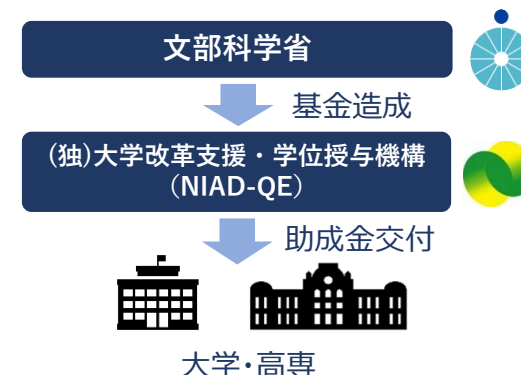 文部科学省
基金造成
(独)大学改革支援・学位授与機構
(NIAD-QE)
助成金交付
大学・高専